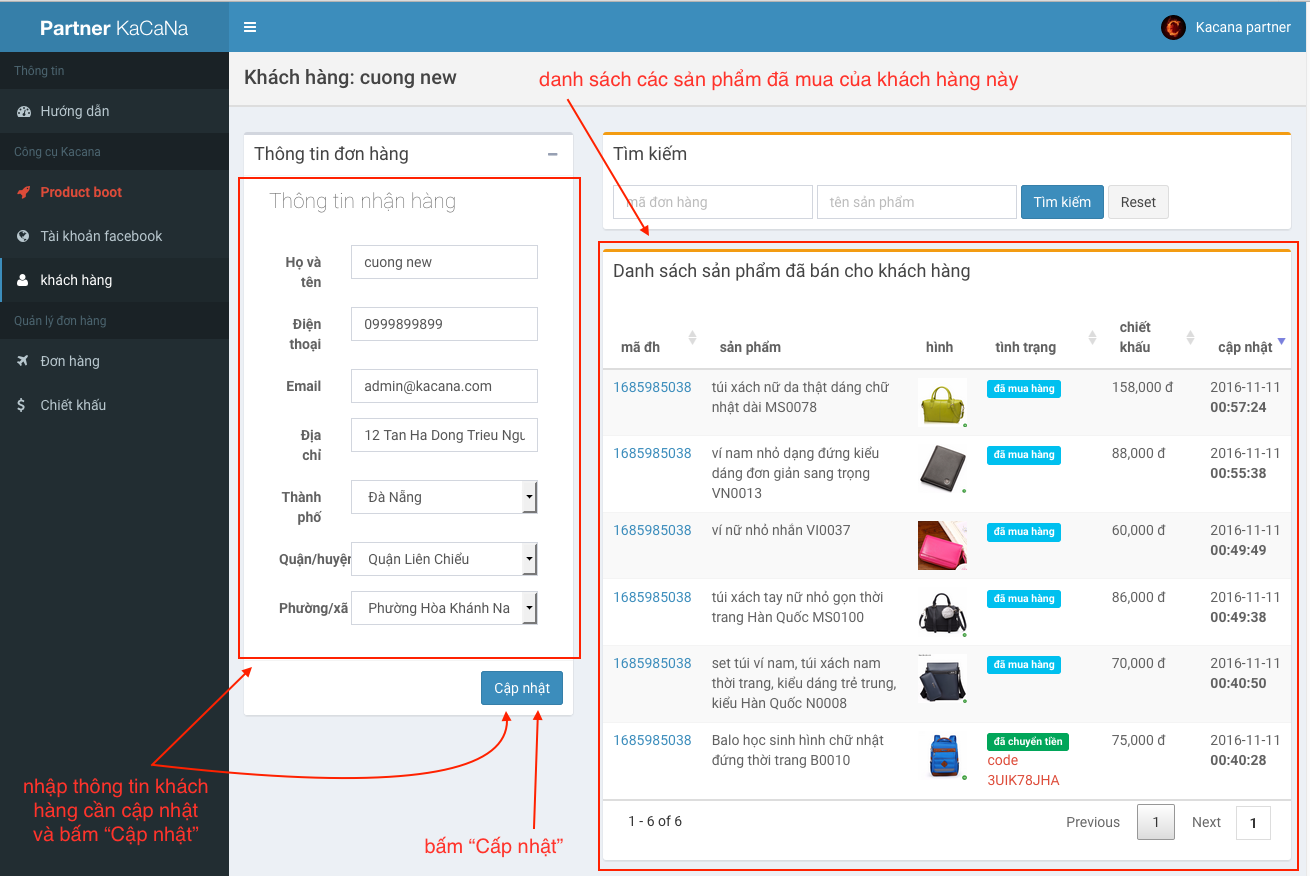 Partner KaCaNa
Kacana partner
Thông tin
Hướng dẫn
Công cụ Kacana
Product boot
Tài khoản facebook
khách hàng
Quản lý đơn hàng
Đơn hàng
$ Chiết khấu
Khách hàng: cuong new
danh sách các sản phẩm đã mua của khách hàng này
Thông tin đơn hàng
Thông tin nhận hàng
Họ và
tên
cuong new
Điện
thoại
0999899899
Email
admin@kacana.com
Địa
chỉ
12 Tan Ha Dong Trieu Ngu
Thành
phố
Đà Nẵng
Quận/huyện
Quận Liên Chiểu
Phường/xã
Phường Hòa Khánh Na
Cập nhật
nhập thông tin khách
hàng cần cập nhật
và bấm “Cập nhật”
bấm “Cấp nhật”
Tìm kiếm
mã đơn hàng
tên sản phẩm
Tìm kiếm
Reset
Danh sách sản phẩm đã bán cho khách hàng
mã đh
sản phẩm
hình
tình trạng
chiết
khấu
cập nhật
1685985038
túi xách nữ da thật dáng chữ
nhật dài MS0078
đã mua hàng
158,000 đ
2016-11-11
00:57:24
1685985038
ví nam nhỏ dạng đứng kiểu
dáng đơn giản sang trọng
VN0013
đã mua hàng
88,000 đ
2016-11-11
00:55:38
1685985038
ví nữ nhỏ nhắn VI0037
đã mua hàng
60,000 đ
2016-11-11
00:49:49
1685985038
túi xách tay nữ nhỏ gọn thời
trang Hàn Quốc MS0100
đã mua hàng
86,000 đ
2016-11-11
00:49:38
1685985038
set túi ví nam, túi xách nam
thời trang, kiểu dáng trẻ trung,
kiểu Hàn Quốc N0008
đã mua hàng
70,000 đ
2016-11-11
00:40:50
1685985038
Balo học sinh hình chữ nhật
đứng thời trang B0010
đã chuyển tiền
code
3UIK78JHA
75,000 đ
2016-11-11
00:40:28
1 - 6 of 6
Previous
1
Next
1